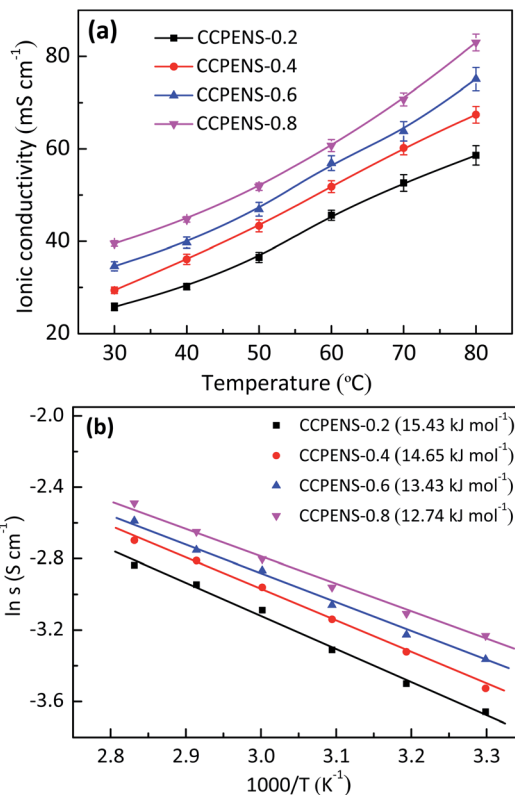 (a)
CCPENS-0.2
CCPENS-0.4
CCPENS-0.6
CCPENS-0.8
Ionic conductivity (mS cm⁻¹)
80
60
40
20
30 40 50 60 70 80
Temperature (°C)
(b)
CCPENS-0.2 (15.43 kJ mol⁻¹)
CCPENS-0.4 (14.65 kJ mol⁻¹)
CCPENS-0.6 (13.43 kJ mol⁻¹)
CCPENS-0.8 (12.74 kJ mol⁻¹)
ln s (S cm⁻¹)
-2.0
-2.4
-2.8
-3.2
-3.6
2.8 2.9 3.0 3.1 3.2 3.3
1000/T (K⁻¹)